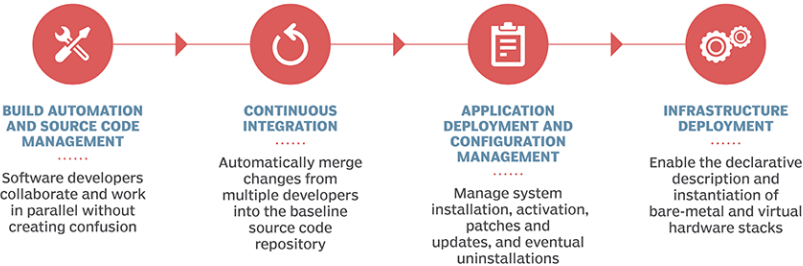 BUILD AUTOMATION
AND SOURCE CODE
MANAGEMENT
Software developers
collaborate and work
in parallel without
creating confusion
CONTINUOUS
INTEGRATION
Automatically merge
changes from
multiple developers
into the baseline
source code
repository
APPLICATION
DEPLOYMENT AND
CONFIGURATION
MANAGEMENT
Manage system
installation, activation,
patches and
updates, and eventual
uninstallations
INFRASTRUCTURE
DEPLOYMENT
Enable the declarative
description and
instantiation of
bare-metal and virtual
hardware stacks